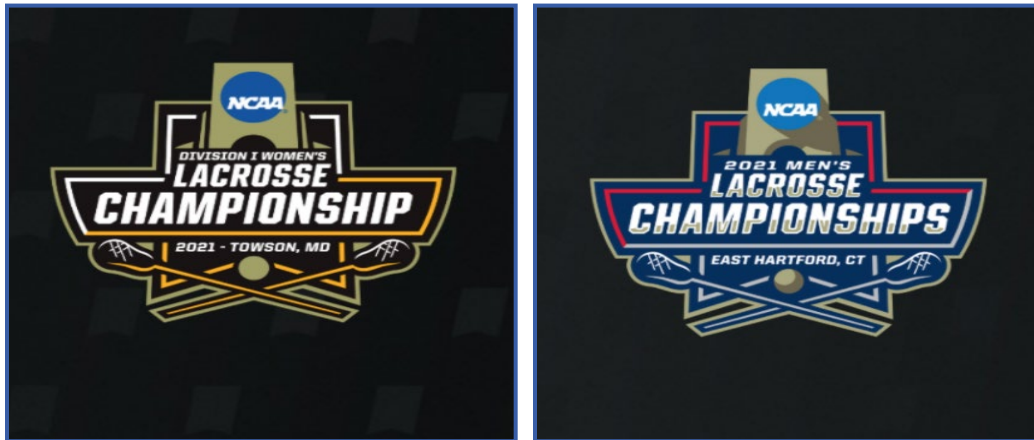 NCAA
DIVISION I WOMEN'S
LACROSSE
CHAMPIONSHIP
2021 - TOWSON, MD
NCAA
2021 MEN'S
LACROSSE
CHAMPIONSHIPS
EAST HARTFORD, CT